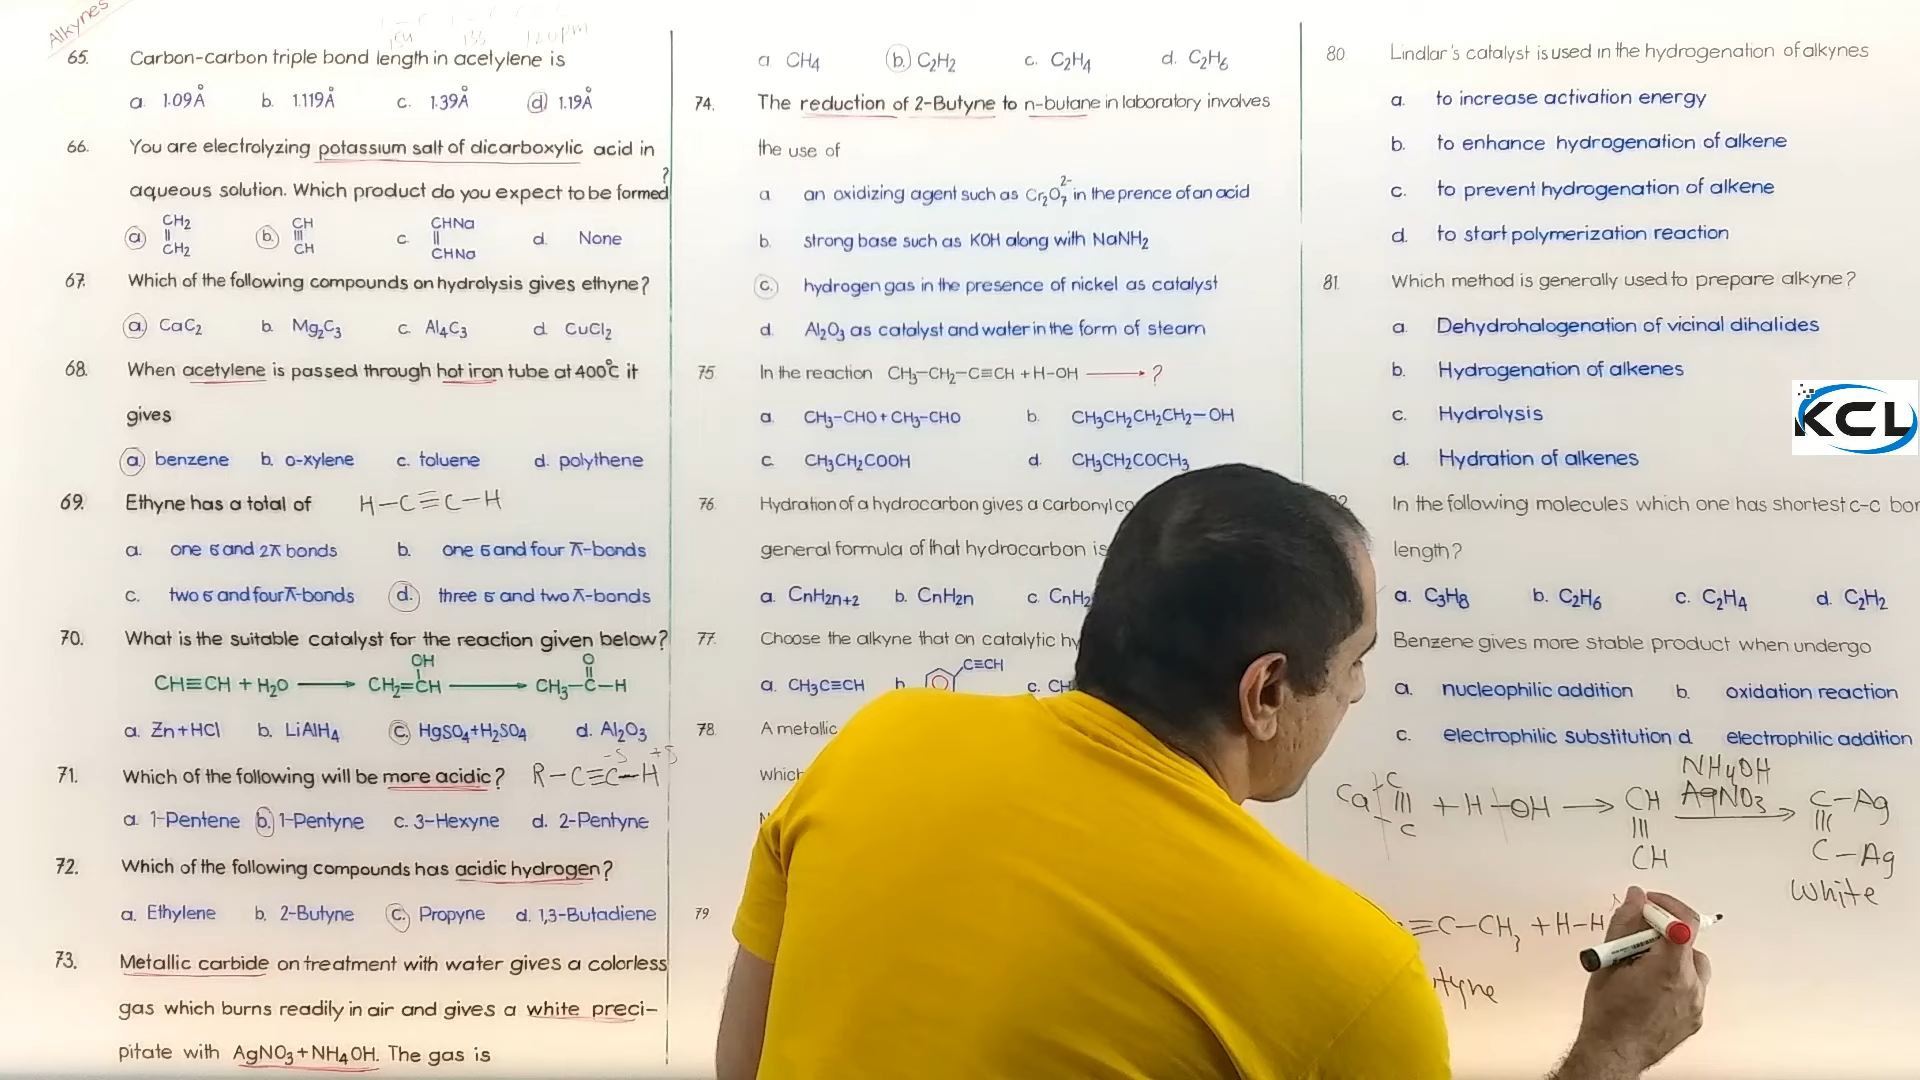 Alkynes
65. Carbon-carbon triple bond length in acelylene is
a. 1.09Å b. 1.119Å c. 1.39Å d 1.19Å
66. You are electrolyzing potassium salt of dicarboxylic acid in
aqueous solution. Which product do you expect to be formed?
a) CH2=CH2 b. CH≡CH c. CHNa=CHNa d. None
67. Which of the following compounds on hydrolysis gives ethyne?
a) CaC2 b. Mg2C3 c. Al4C3 d. CuCl2
68. When acetylene is passed through hot iron tube at 400°C it
gives
a) benzene b. o-xylene c. toluene d. polythene
69. Ethyne has a total of H-C≡C-H
a. one σ and 2π bonds b. one σ and four π-bonds
c. two σ and four π-bonds d. three σ and two π-bonds
70. What is the suitable catalyst for the reaction given below?
OH O
CH≡CH + H2O → CH2=CH → CH3-C-H
a. Zn+HCl b. LiAlH4 c. HgSO4+H2SO4 d. Al2O3
-δ +δ
71. Which of the following will be more acidic? R-C≡C-H
a. 1-Pentene b. 1-Pentyne c. 3-Hexyne d. 2-Pentyne
72. Which of the following compounds has acidic hydrogen?
a. Ethylene b. 2-Butyne c. Propyne d. 1,3-Butadiene
73. Metallic carbide on treatment with water gives a colorless
gas which burns readily in air and gives a white preci-
pitate with AgNO3+NH4OH. The gas is
a CH4 b. C2H2 c. C2H4 d. C2H6
74. The reduction of 2-Butyne to n-butane in laboratory involves
the use of
a an oxidizing agent such as Cr2O7 2- in the prence of an acid
b. strong base such as KOH along with NaNH2
c. hydrogen gas in the presence of nickel as catalyst
d. Al2O3 as catalyst and water in the form of steam
75 In the reaction CH3-CH2-C≡CH + H-OH → ?
a. CH3-CHO + CH3-CHO b. CH3CH2CH2CH2-OH
c. CH3CH2COOH d. CH3CH2COCH3
76. Hydration of a hydrocarbon gives a carbonyl
general formula of that hydrocarbon is
a. CnH2n+2 b. CnH2n c. CnH2
77. Choose the alkyne that on catalytic
C≡CH
a. CH3C≡CH b. c. CH
78. A metallic
which
79
80. Lindlar's catalyst is used in the hydrogenation of alkynes
a. to increase activation energy
b. to enhance hydrogenation of alkene
c. to prevent hydrogenation of alkene
d. to start polymerization reaction
81. Which method is generally used to prepare alkyne?
a. Dehydrohalogenation of vicinal dihalides
b. Hydrogenation of alkenes
c. Hydrolysis
d. Hydration of alkenes
In the following molecules which one has shortest c-c
length?
a. C3H8 b. C2H6 c. C2H4 d. C2H2
Benzene gives more stable product when undergo
a. nucleophilic addition b. oxidation reaction
c. electrophilic substitution d electrophilic addition
NH4OH
Ca C≡C + H-OH → CH≡CH AgNO3 → C-Ag≡C-Ag
White
≡C-CH3 + H-H
tyne
KCL